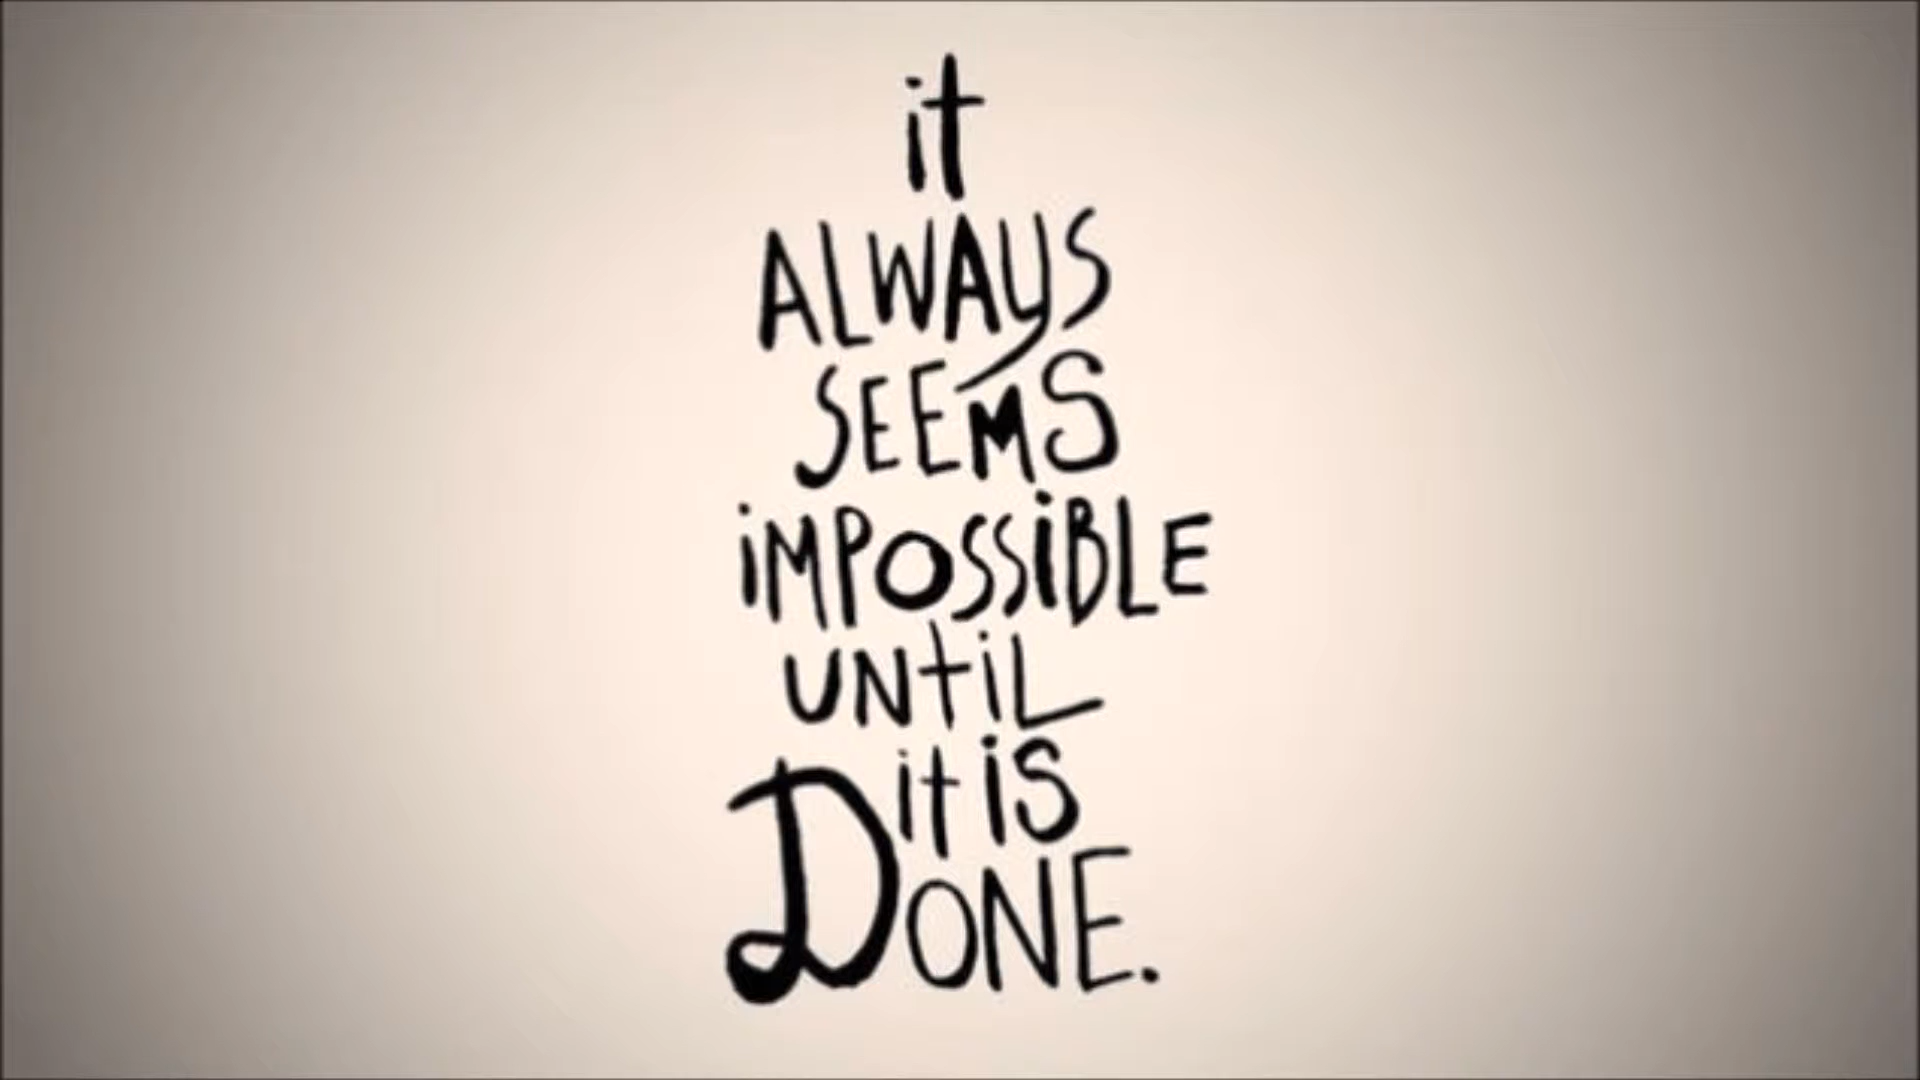 it
ALWAyS
SEEMS
iMPOSSiBLE
UNtiL
it iS
DONE.